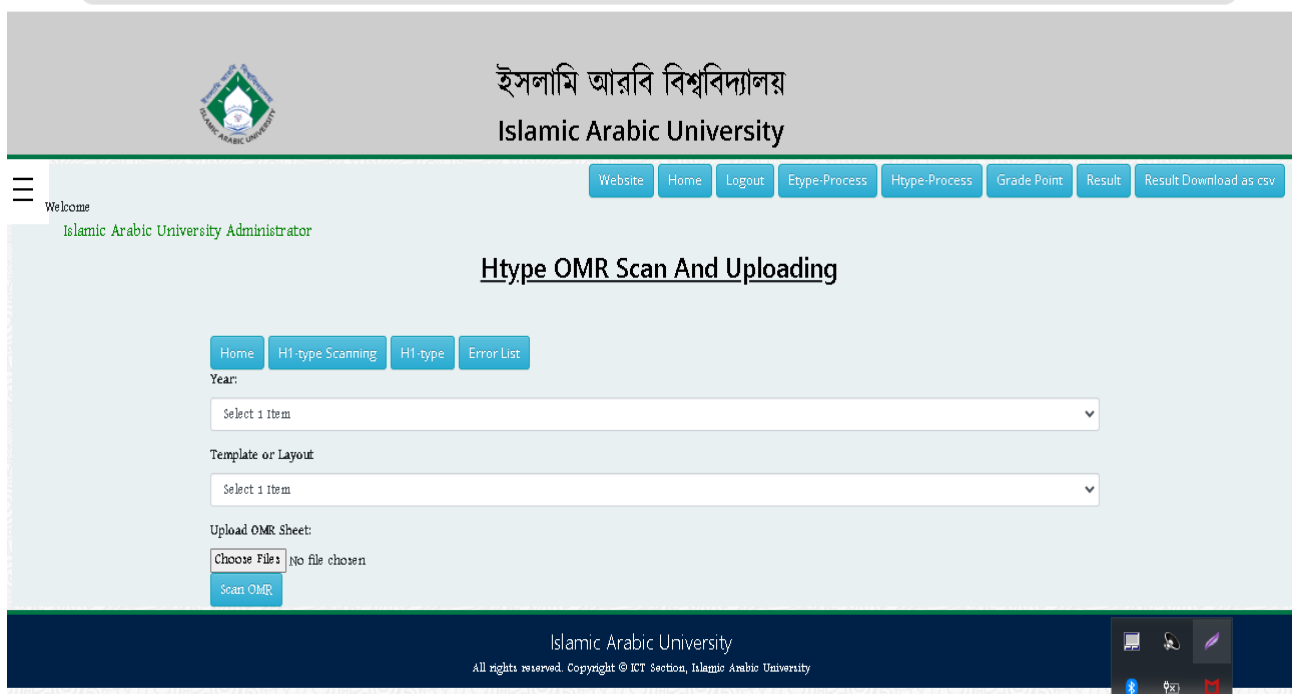 ইসলামি আরবি বিশ্ববিদ্যালয়
Islamic Arabic University
ISLAMIC ARABIC UNIVERSITY
Website Home Logout Etype-Process Htype-Process Grade Point Result Result Download as csv
Welcome
Islamic Arabic University Administrator
Htype OMR Scan And Uploading
Home H1-type Scanning H1-type Error List
Year:
Select 1 Item
Template or Layout
Select 1 Item
Upload OMR Sheet:
Choose Files No file chosen
Scan OMR
Islamic Arabic University
All rights reserved. Copyright © ICT Section, Islamic Arabic University